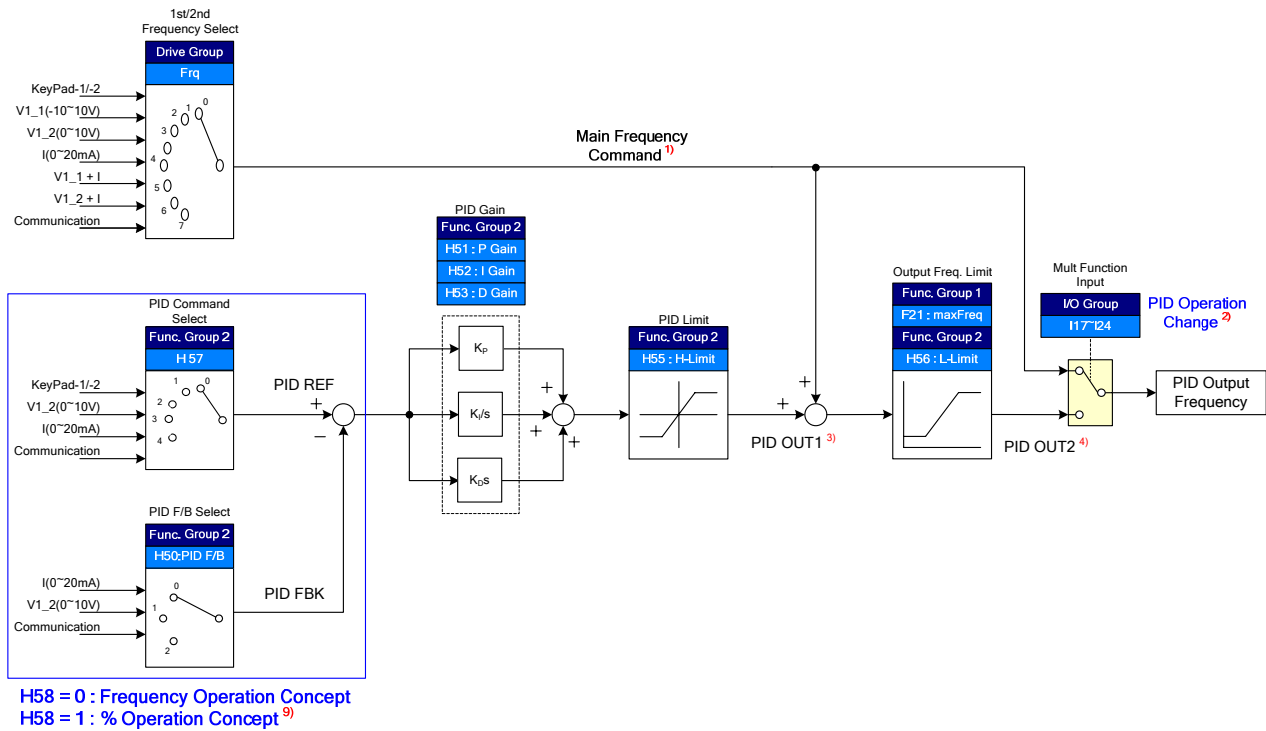 1st/2nd
Frequency Select
Drive Group
Frq
KeyPad-1/-2
V1_1(-10~10V)
V1_2(0~10V)
I(0~20mA)
V1_1 + I
V1_2 + I
Communication
0
1
2
3
4
5
6
7
Main Frequency
Command 1)
PID Gain
Func. Group 2
H51 : P Gain
H52 : I Gain
H53 : D Gain
Output Freq. Limit
Func. Group 1
F21 : maxFreq
Func. Group 2
H56 : L-Limit
Mult Function
Input
I/O Group
I17~I24
PID Operation
Change 2)
PID Command
Select
Func. Group 2
H 57
KeyPad-1/-2
V1_2(0~10V)
I(0~20mA)
Communication
0
1
2
3
4
PID REF
+
−
KP
KI/s
KDs
+
+
+
PID Limit
Func. Group 2
H55 : H-Limit
PID OUT1 3)
+
+
PID OUT2 4)
PID Output
Frequency
PID F/B Select
Func. Group 2
H50:PID F/B
I(0~20mA)
V1_2(0~10V)
Communication
0
1
2
PID FBK
H58 = 0 : Frequency Operation Concept
H58 = 1 : % Operation Concept 9)